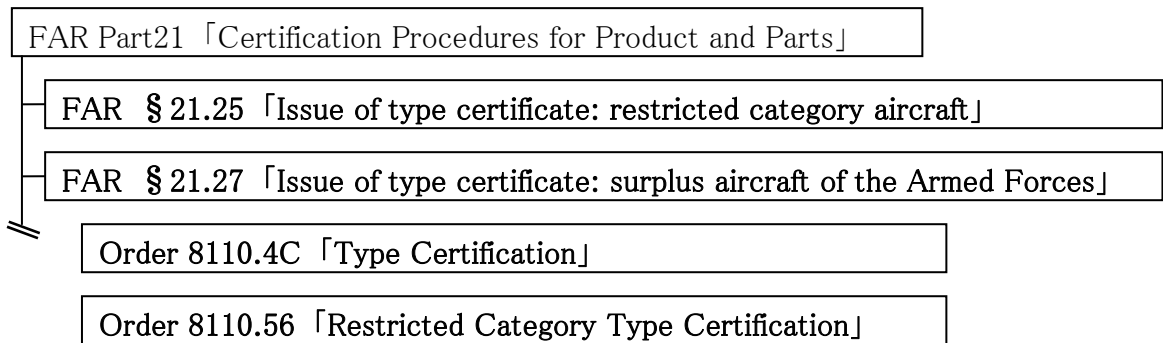 FAR Part21「Certification Procedures for Product and Parts」
FAR §21.25「Issue of type certificate: restricted category aircraft」
FAR §21.27「Issue of type certificate: surplus aircraft of the Armed Forces」
Order 8110.4C「Type Certification」
Order 8110.56「Restricted Category Type Certification」